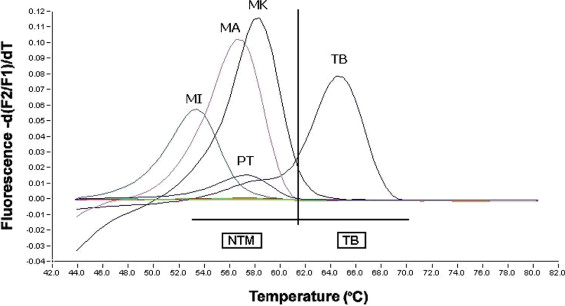 MK
0.12
0.11
MA
0.10
0.09
TB
0.08
0.07
MI
0.06
0.05
0.04
0.03
PT
0.02
0.01
0.00
-0.01
-0.02
-0.03
-0.04
Fluorescence -d(F2/F1)/dT
NTM
TB
42.0 44.0 46.0 48.0 50.0 52.0 54.0 56.0 58.0 60.0 62.0 64.0 66.0 68.0 70.0 72.0 74.0 76.0 78.0 80.0 82.0
Temperature (°C)